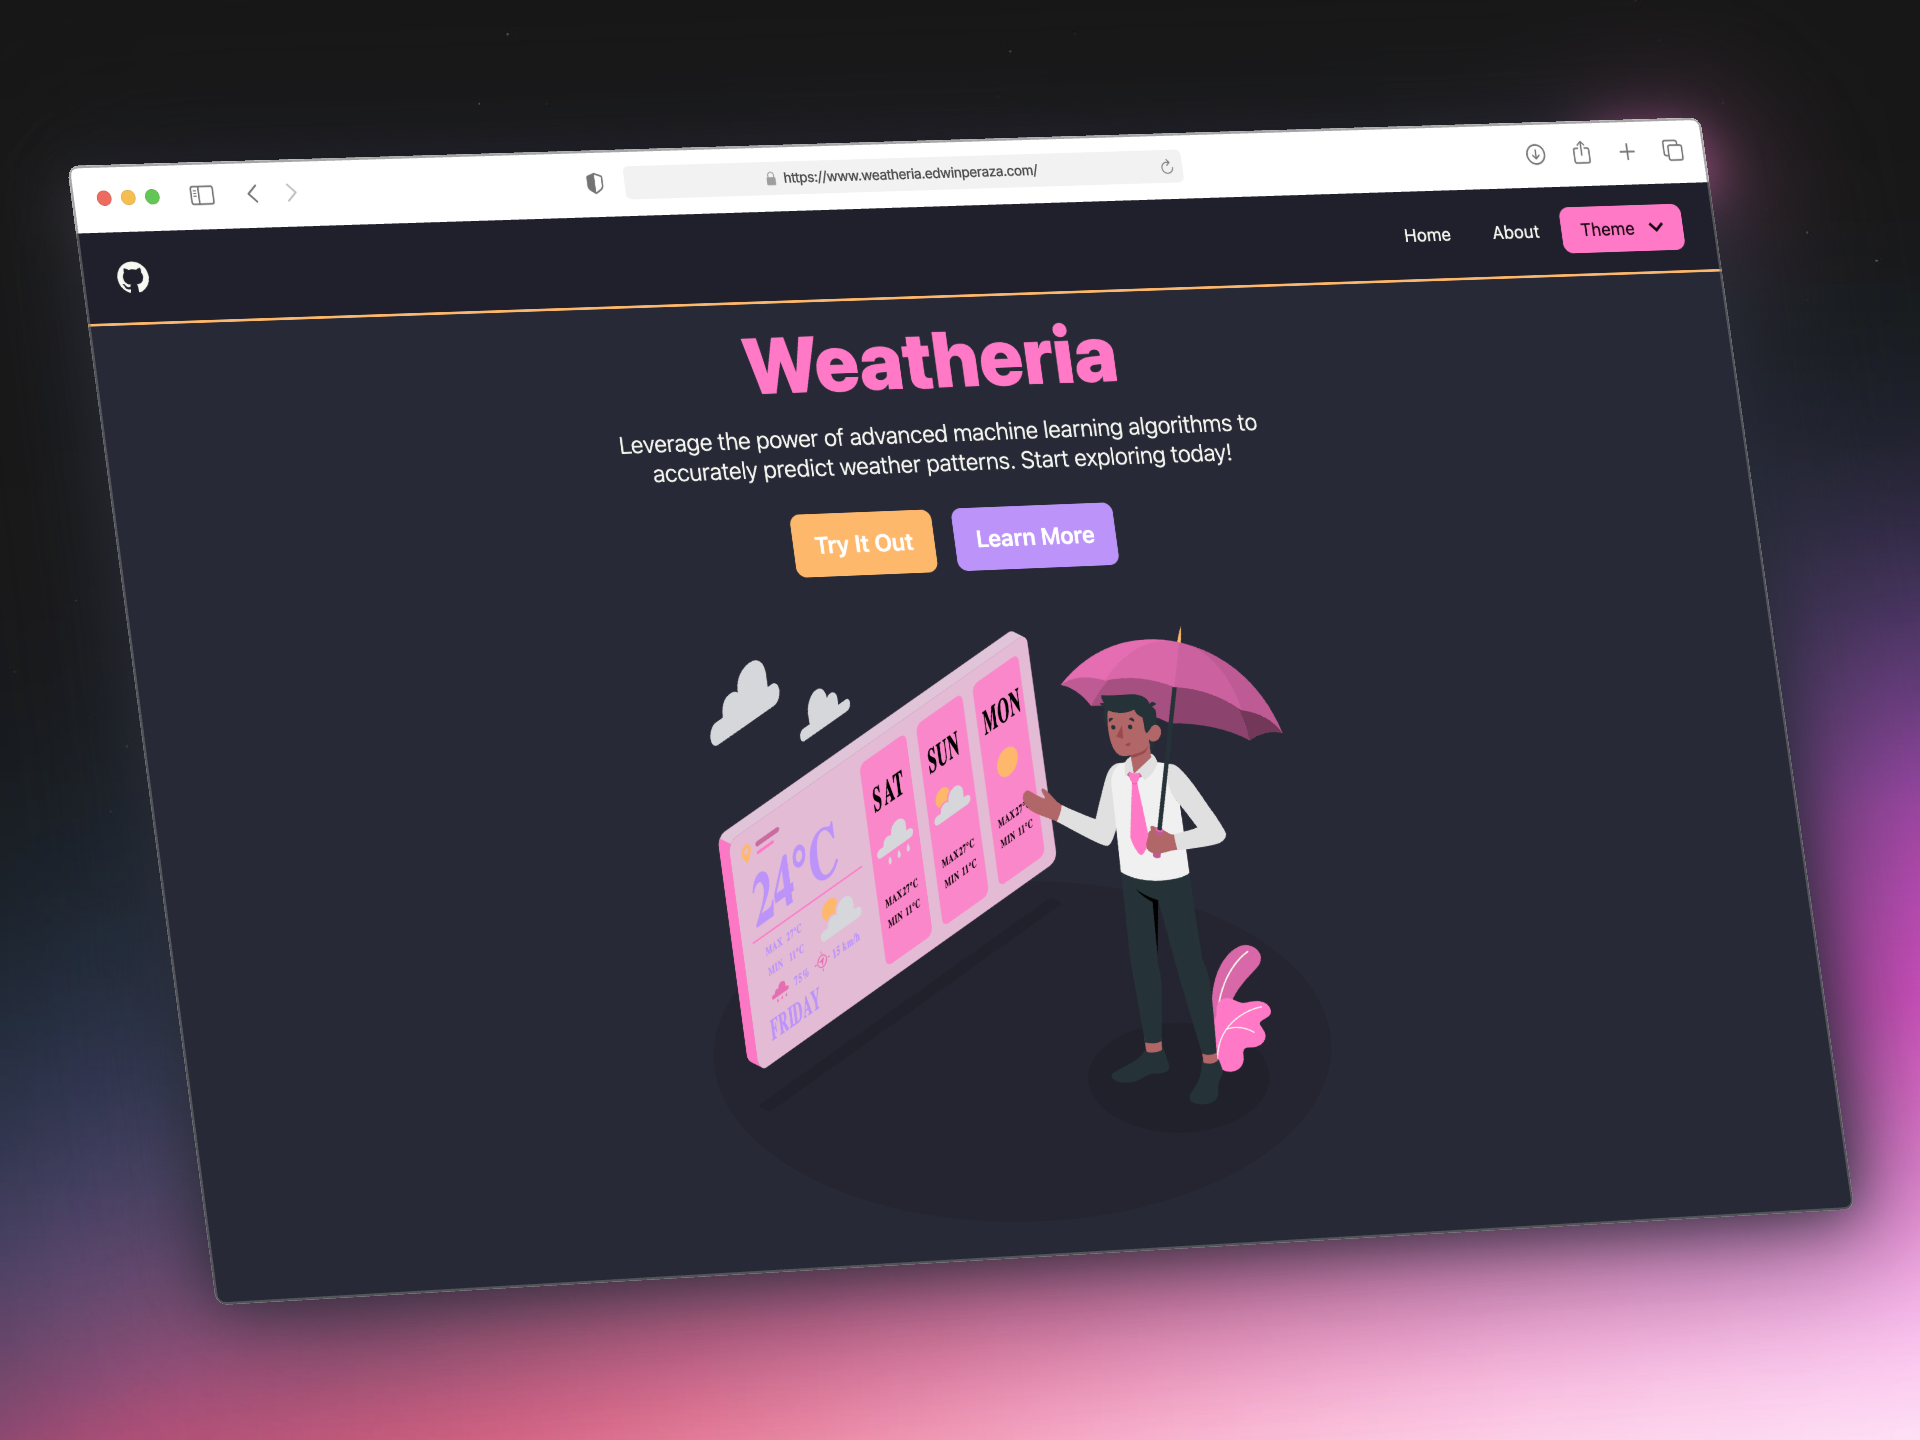 https://www.weatheria.edwinperaza.com/
Home
About
Theme
Weatheria
Leverage the power of advanced machine learning algorithms to
accurately predict weather patterns. Start exploring today!
Try It Out
Learn More
24°C
MAX 27°C
MIN 11°C
75%
15 km/h
FRIDAY
SAT
MAX27°C
MIN 11°C
SUN
MAX27°C
MIN 11°C
MON
MAX27°
MIN 11°C